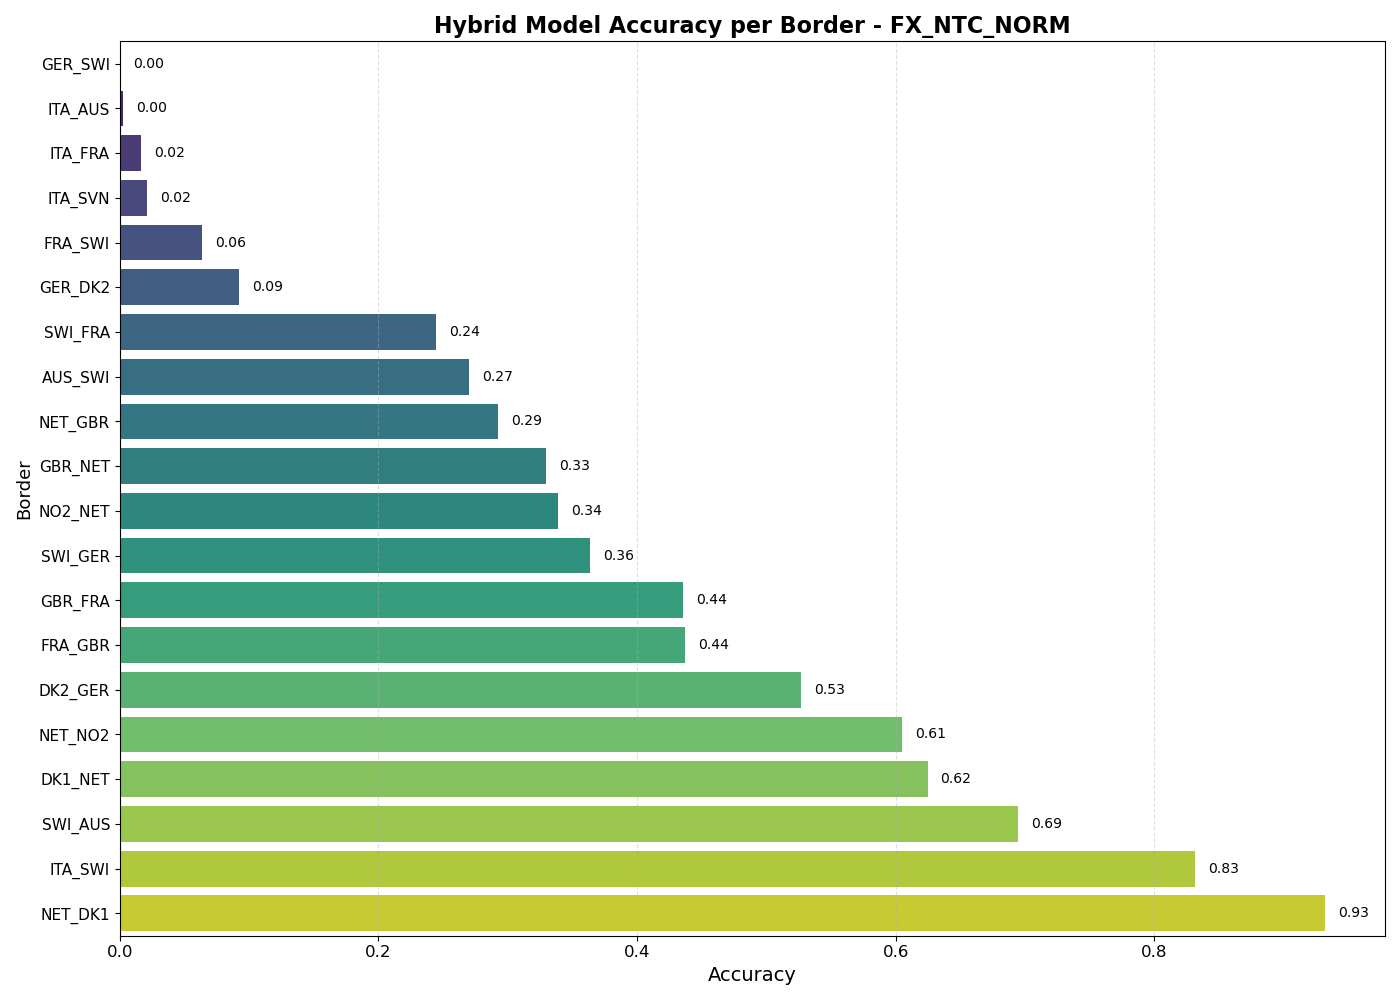 Hybrid Model Accuracy per Border - FX_NTC_NORM
Border
GER_SWI 0.00
ITA_AUS 0.00
ITA_FRA 0.02
ITA_SVN 0.02
FRA_SWI 0.06
GER_DK2 0.09
SWI_FRA 0.24
AUS_SWI 0.27
NET_GBR 0.29
GBR_NET 0.33
NO2_NET 0.34
SWI_GER 0.36
GBR_FRA 0.44
FRA_GBR 0.44
DK2_GER 0.53
NET_NO2 0.61
DK1_NET 0.62
SWI_AUS 0.69
ITA_SWI 0.83
NET_DK1 0.93
0.0 0.2 0.4 0.6 0.8
Accuracy